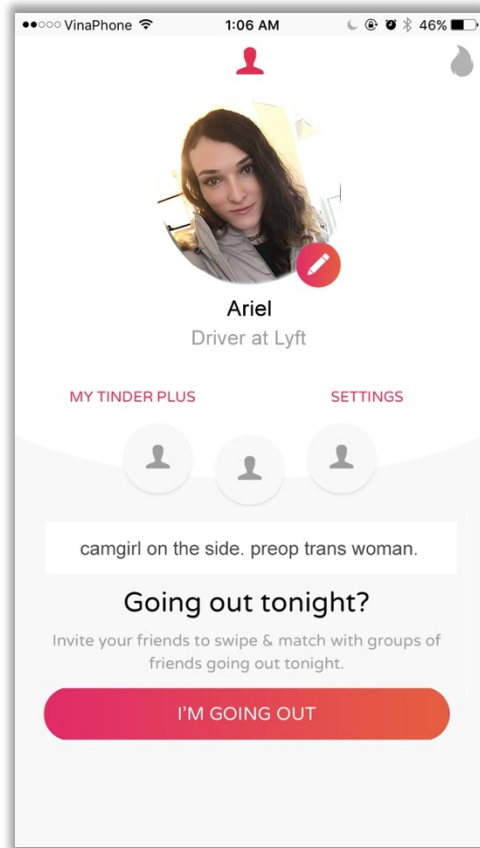 VinaPhone 1:06 AM 46%
Ariel
Driver at Lyft
MY TINDER PLUS SETTINGS
camgirl on the side. preop trans woman.
Going out tonight?
Invite your friends to swipe & match with groups of
friends going out tonight.
I'M GOING OUT